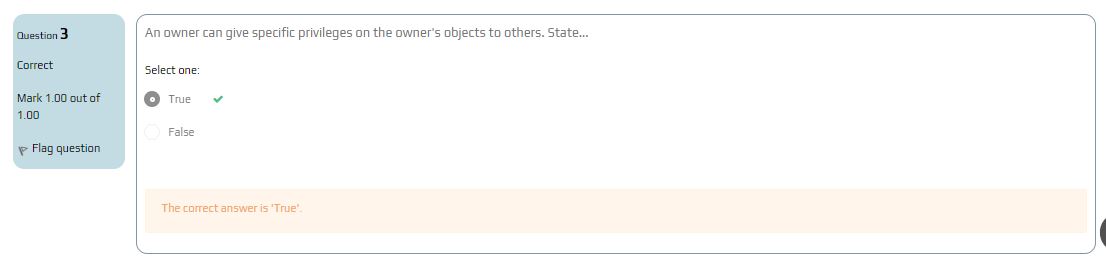 Question 3
Correct
Mark 1.00 out of
1.00
Flag question
An owner can give specific privileges on the owner's objects to others. State...
Select one:
True
False
The correct answer is 'True'.